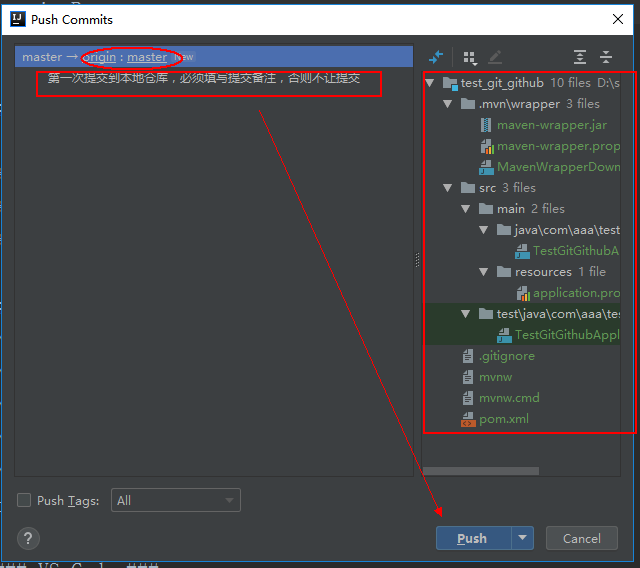 Push Commits
master → origin : master New
第一次提交到本地仓库，必须填写提交备注，否则不让提交
test_git_github 10 files D:\s
.mvn\wrapper 3 files
maven-wrapper.jar
maven-wrapper.prop
MavenWrapperDown
src 3 files
main 2 files
java\com\aaa\test
TestGitGithubA
resources 1 file
application.pro
test\java\com\aaa\tes
TestGitGithubAppl
.gitignore
mvnw
mvnw.cmd
pom.xml
Push Tags: All
? Push Cancel